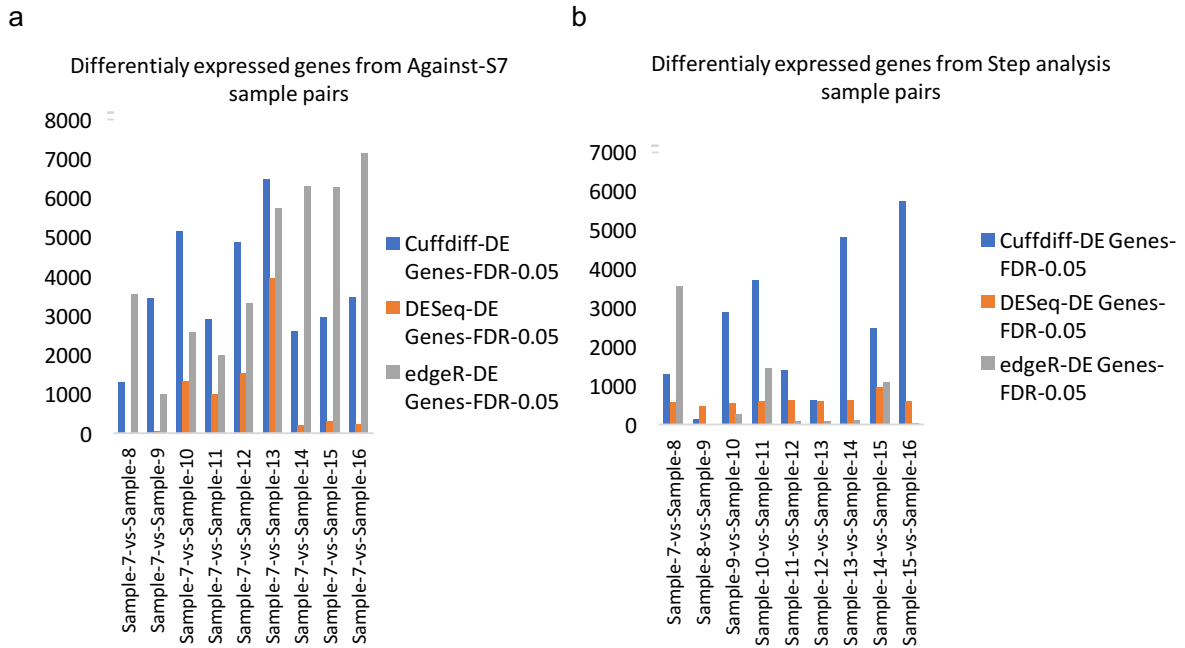 a
Differentialy expressed genes from Against-S7
sample pairs
8000
7000
6000
5000
4000
3000
2000
1000
0
Sample-7-vs-Sample-8
Sample-7-vs-Sample-9
Sample-7-vs-Sample-10
Sample-7-vs-Sample-11
Sample-7-vs-Sample-12
Sample-7-vs-Sample-13
Sample-7-vs-Sample-14
Sample-7-vs-Sample-15
Sample-7-vs-Sample-16
Cuffdiff-DE
Genes-FDR-0.05
DESeq-DE
Genes-FDR-0.05
edgeR-DE
Genes-FDR-0.05
b
Differentialy expressed genes from Step analysis
sample pairs
7000
6000
5000
4000
3000
2000
1000
0
Sample-7-vs-Sample-8
Sample-8-vs-Sample-9
Sample-9-vs-Sample-10
Sample-10-vs-Sample-11
Sample-11-vs-Sample-12
Sample-12-vs-Sample-13
Sample-13-vs-Sample-14
Sample-14-vs-Sample-15
Sample-15-vs-Sample-16
Cuffdiff-DE Genes-
FDR-0.05
DESeq-DE Genes-
FDR-0.05
edgeR-DE Genes-
FDR-0.05